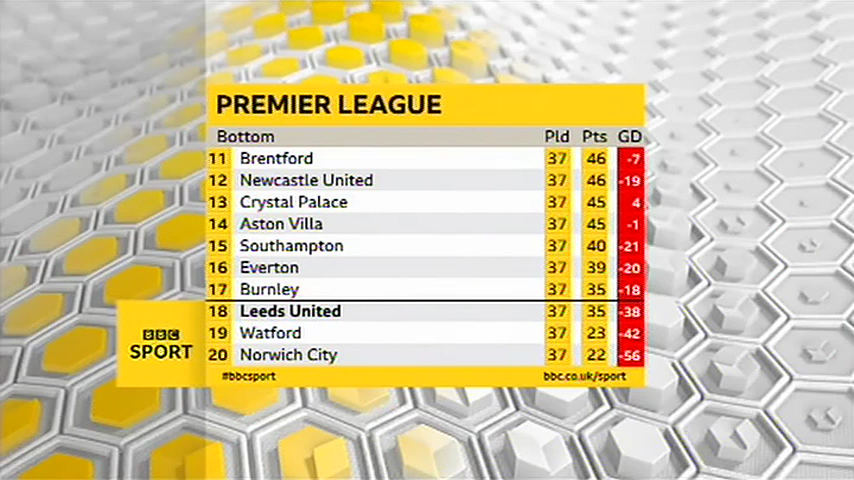 PREMIER LEAGUE
Bottom Pld Pts GD
11 Brentford 37 46 -7
12 Newcastle United 37 46 -19
13 Crystal Palace 37 45 4
14 Aston Villa 37 45 -1
15 Southampton 37 40 -21
16 Everton 37 39 -20
17 Burnley 37 35 -18
18 Leeds United 37 35 -38
19 Watford 37 23 -42
20 Norwich City 37 22 -56
BBC
SPORT
#bbcsport bbc.co.uk/sport